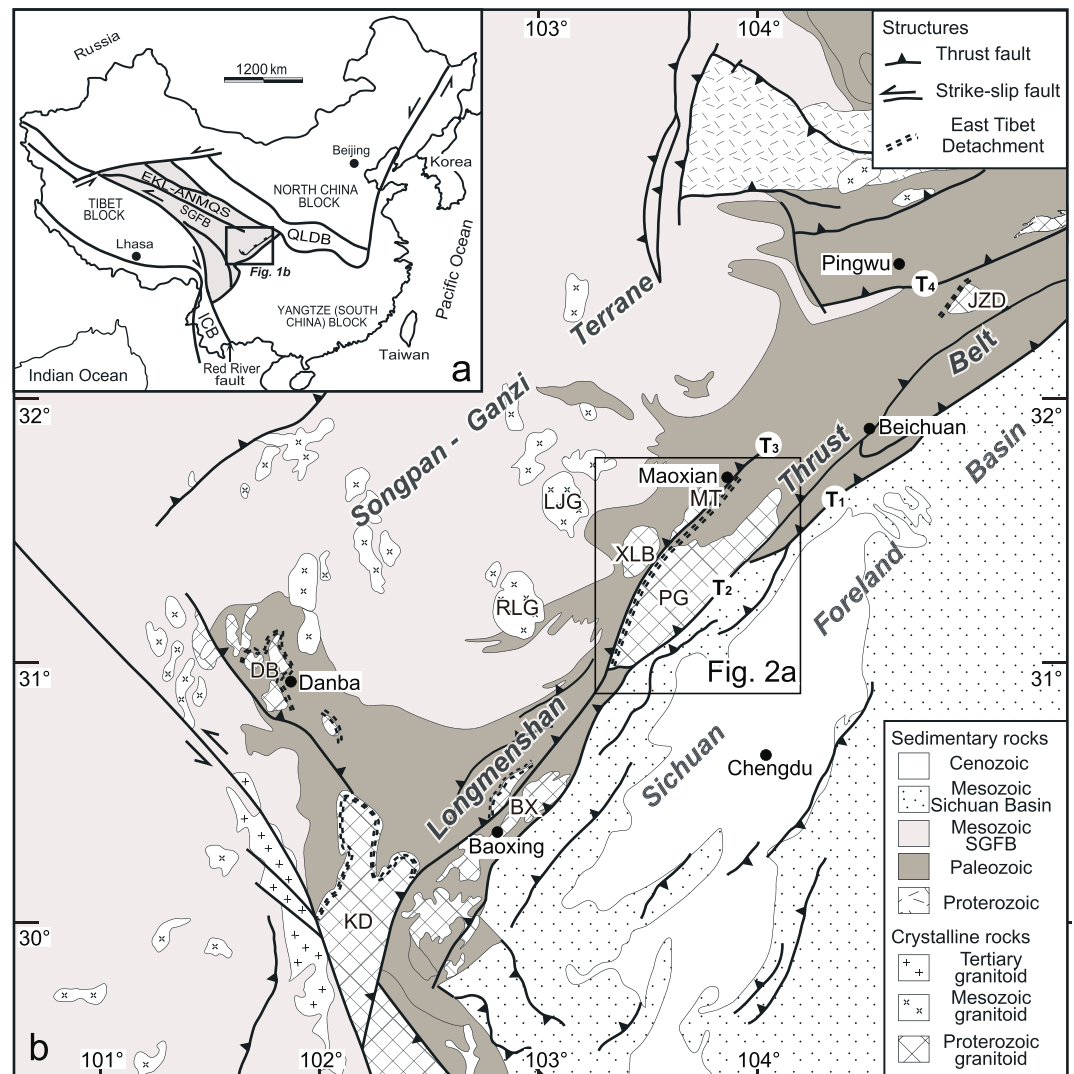 103°
104°
Russia
1200 km
Beijing
Korea
EKL-ANMQS
SGFB
NORTH CHINA
BLOCK
TIBET
BLOCK
Lhasa
QLDB
Fig. 1b
Pacific Ocean
YANGTZE (SOUTH
CHINA) BLOCK
ICB
Taiwan
Red River
fault
Indian Ocean
a
Structures
Thrust fault
Strike-slip fault
East Tibet
Detachment
Pingwu
T4
JZD
Terrane
Songpan - Ganzi
Belt
Thrust
Longmenshan
32°
32°
Beichuan
Basin
Foreland
Sichuan
T3
Maoxian
MT
T1
LJG
XLB
PG
T2
RLG
Fig. 2a
31°
31°
DB
Danba
Chengdu
BX
Baoxing
KD
30°
b
101°
102°
103°
104°
Sedimentary rocks
Cenozoic
Mesozoic
Sichuan Basin
Mesozoic
SGFB
Paleozoic
Proterozoic
Crystalline rocks
Tertiary
granitoid
Mesozoic
granitoid
Proterozoic
granitoid